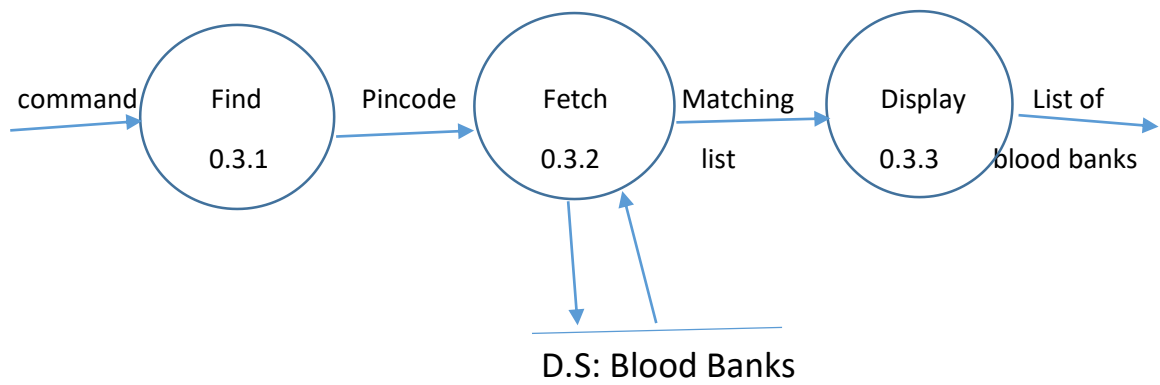 command
Find
0.3.1
Pincode
Fetch
0.3.2
Matching
list
Display
0.3.3
List of
blood banks
D.S: Blood Banks